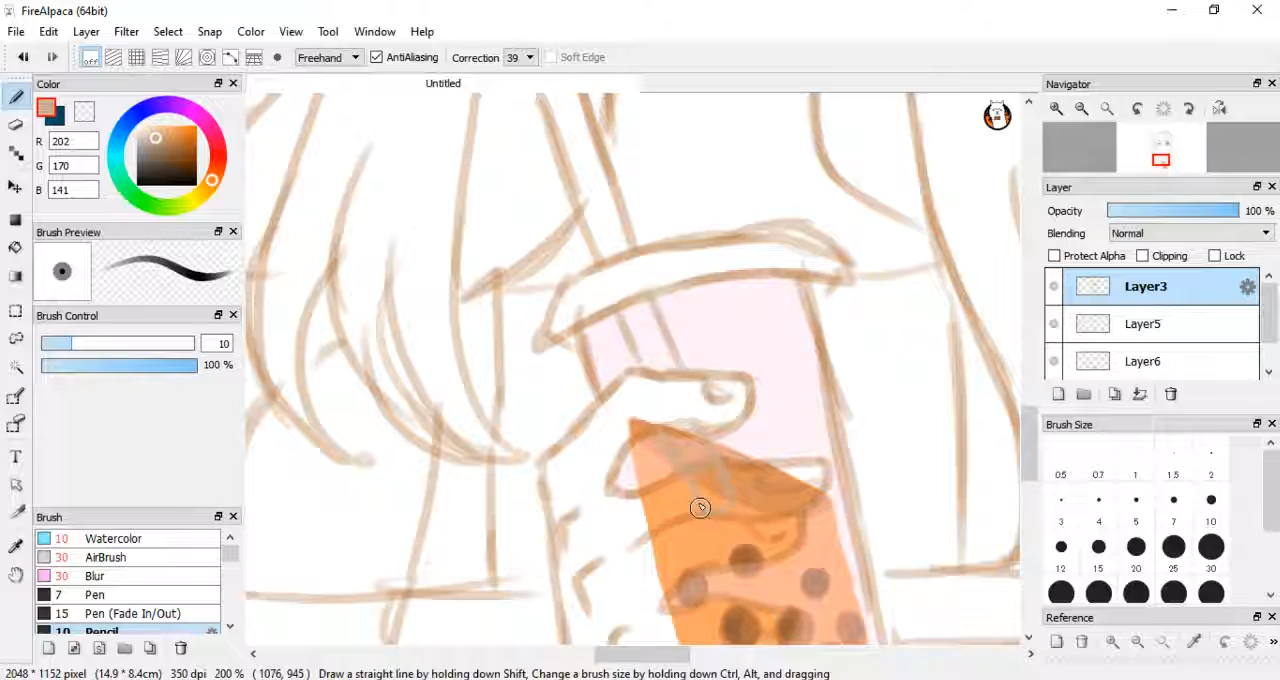 FireAlpaca (64bit)
File Edit Layer Filter Select Snap Color View Tool Window Help
off Freehand AntiAliasing Correction 39 Soft Edge
Color
Untitled
Navigator
R 202
G 170
B 141
Layer
Opacity 100 %
Blending Normal
Brush Preview
Protect Alpha Clipping Lock
Layer3
Brush Control
Layer5
10
100 %
Layer6
Brush Size
0.5 0.7 1 1.5 2
Brush
3 4 5 7 10
10 Watercolor
30 AirBrush
12 15 20 25 30
30 Blur
7 Pen
15 Pen (Fade In/Out)
Reference
10 Pencil
T
2048 * 1152 pixel (14.9 * 8.4cm) 350 dpi 200 % ( 1076, 945 ) Draw a straight line by holding down Shift, Change a brush size by holding down Ctrl, Alt, and dragging